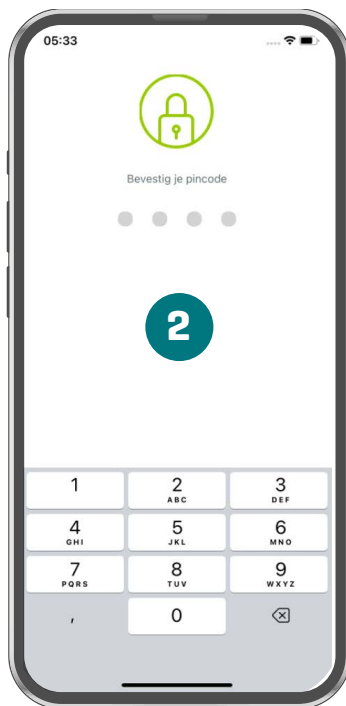 05:33
Bevestig je pincode
2
1 2 3
ABC DEF
4 5 6
GHI JKL MNO
7 8 9
PQRS TUV WXYZ
, 0